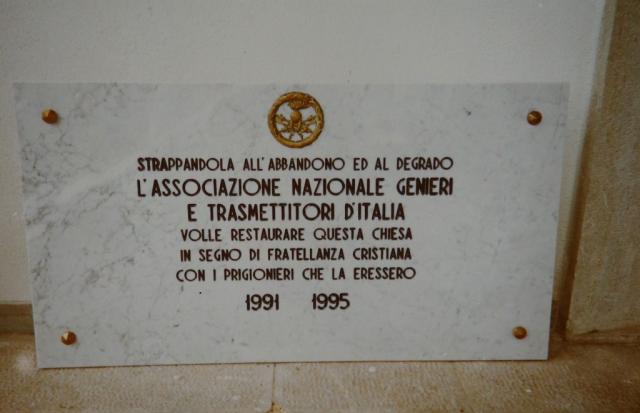 STRAPPANDOLA ALL'ABBANDONO ED AL DEGRADO
L'ASSOCIAZIONE NAZIONALE GENIERI
E TRASMETTITORI D'ITALIA
VOLLE RESTAURARE QUESTA CHIESA
IN SEGNO DI FRATELLANZA CRISTIANA
CON I PRIGIONIERI CHE LA ERESSERO
1991 1995